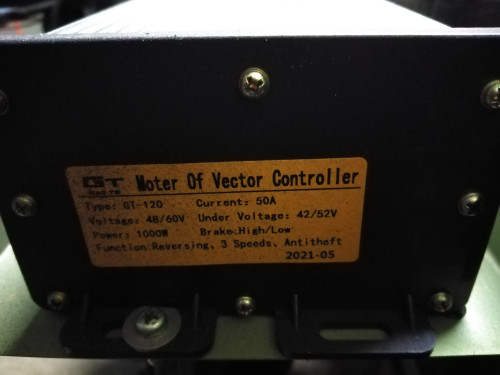 GT Moter Of Vector Controller
Type: GT-120 Current: 50A
Voltage: 48/60V Under Voltage: 42/52V
Power: 1000W Brake:High/Low
Function:Reversing, 3 Speeds, Antitheft
2021-05